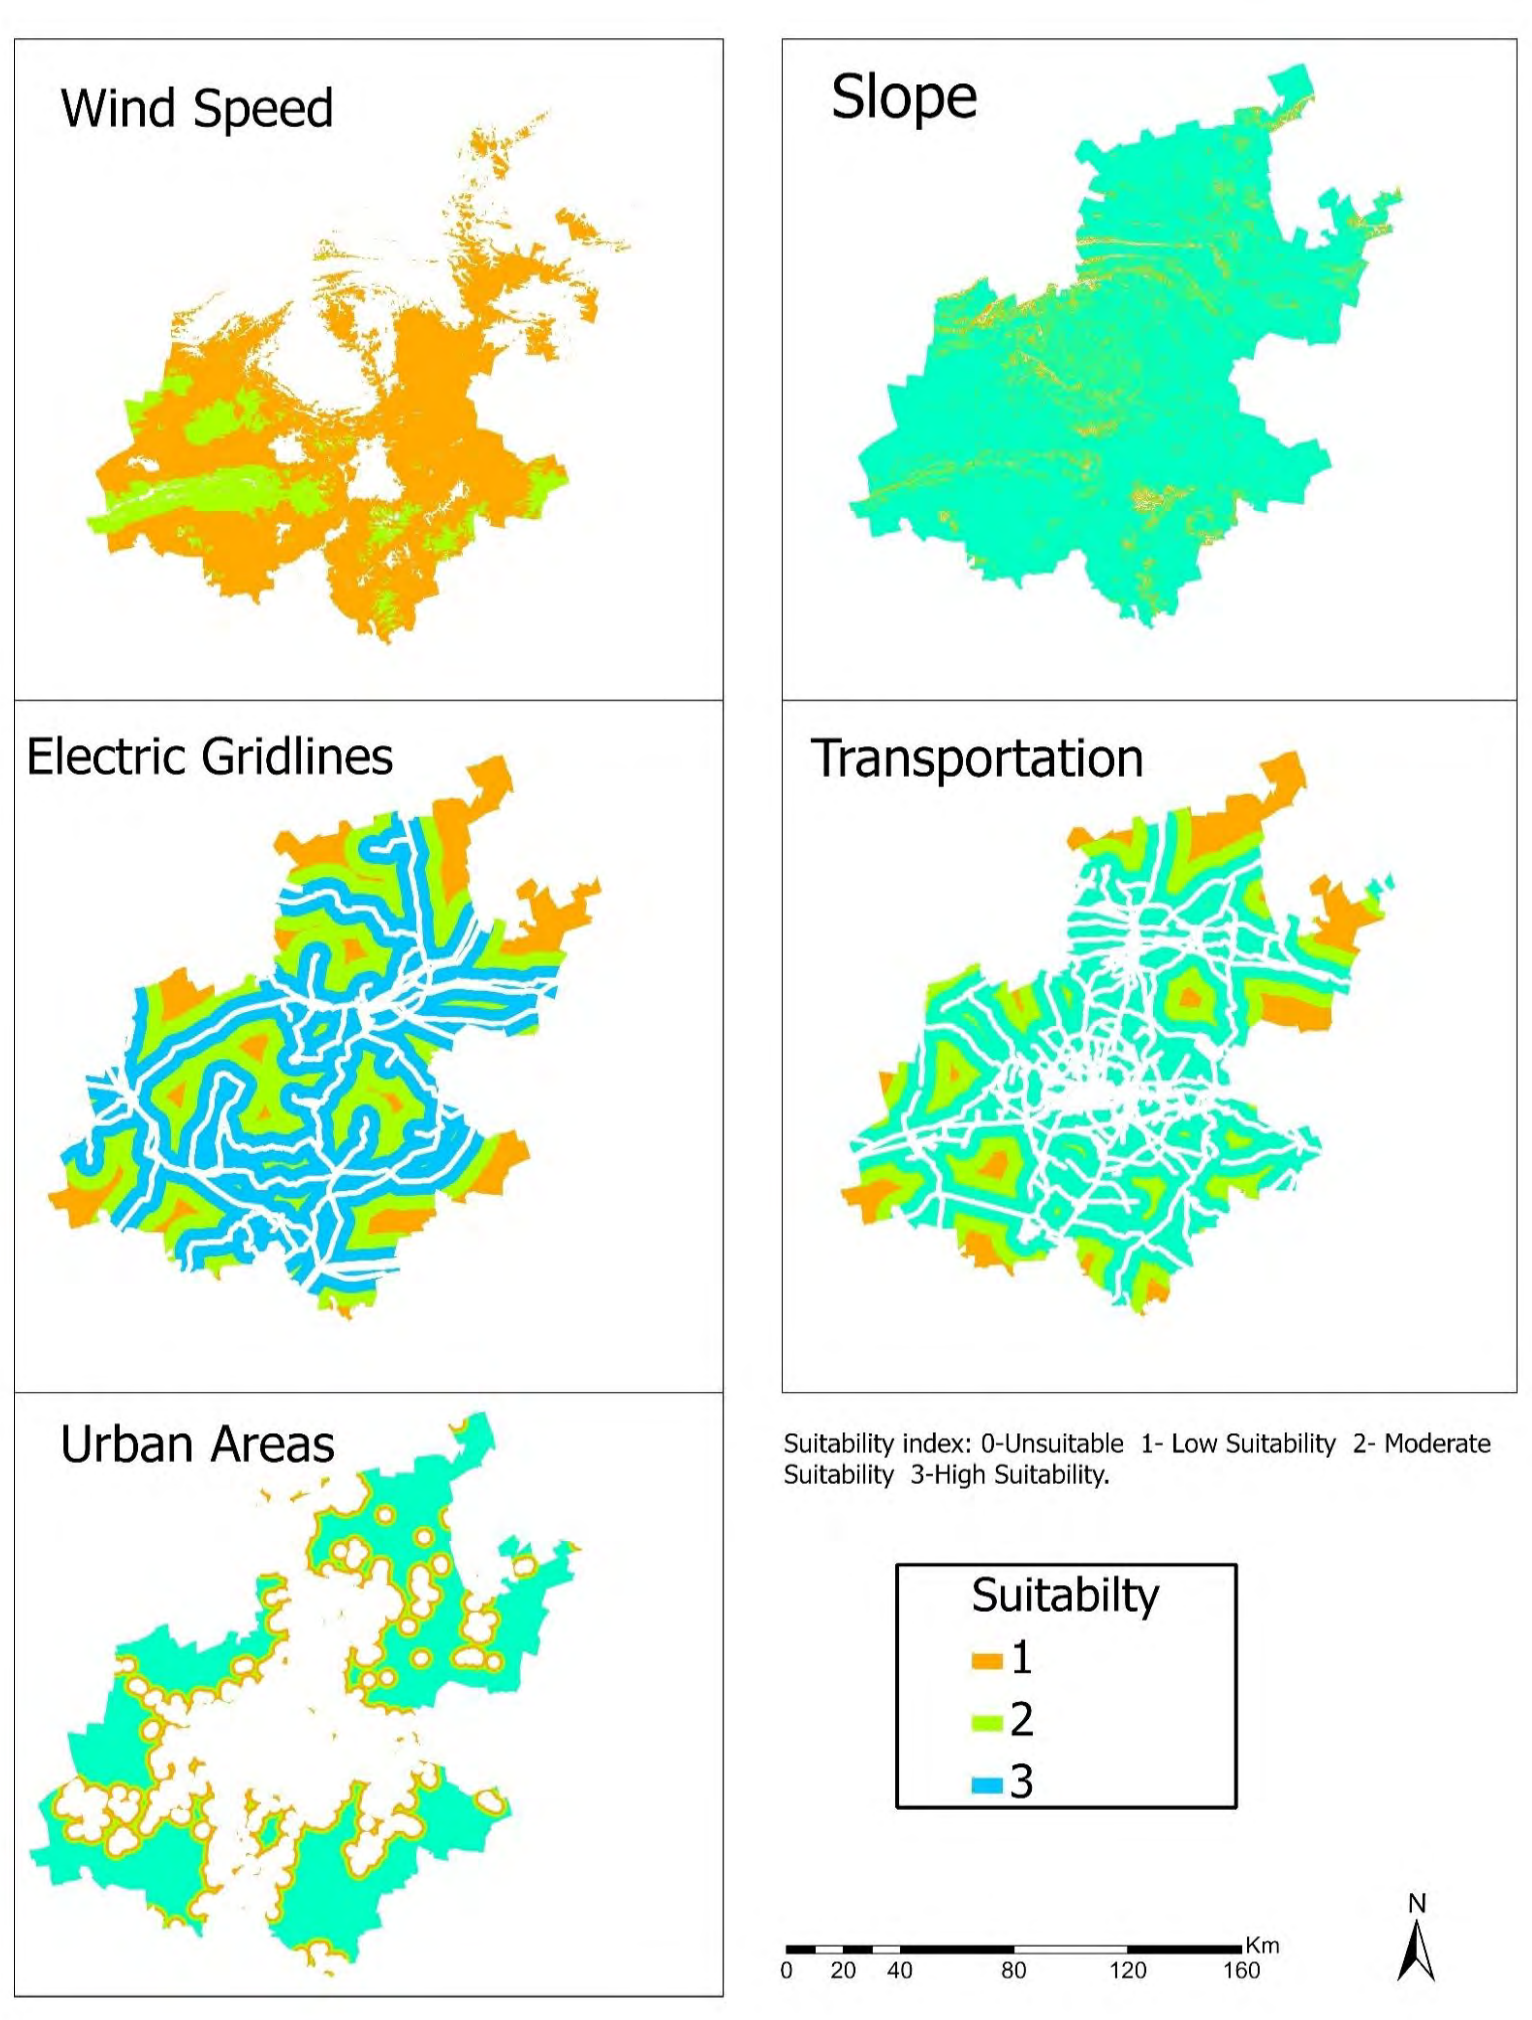 Wind Speed
Slope
Electric Gridlines
Transportation
Urban Areas
Suitability index: 0-Unsuitable 1- Low Suitability 2- Moderate
Suitability 3-High Suitability.
Suitabilty
1
2
3
N
Km
0 20 40 80 120 160